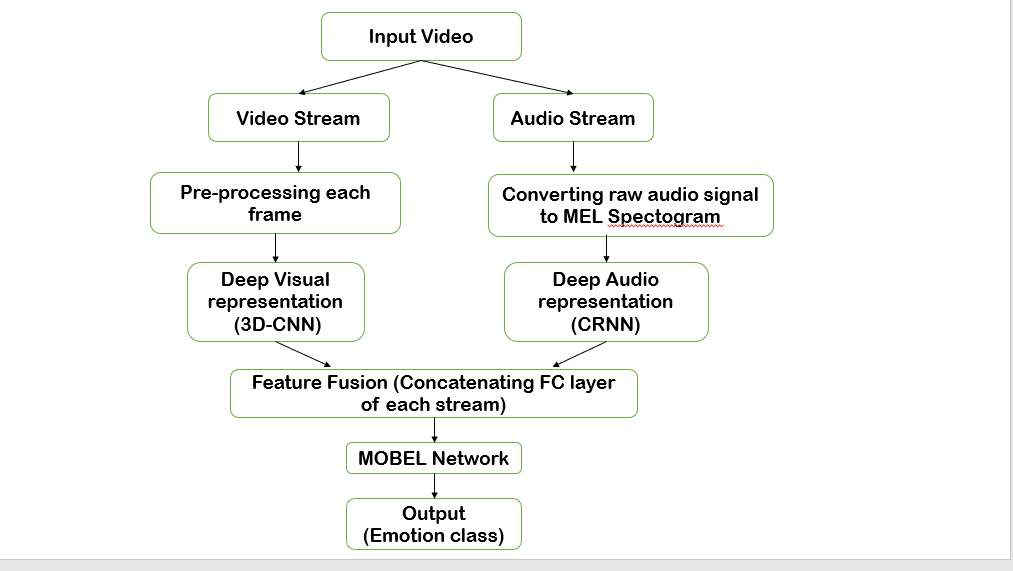 Input Video
Video Stream
Audio Stream
Pre-processing each
frame
Converting raw audio signal
to MEL Spectogram
Deep Visual
representation
(3D-CNN)
Deep Audio
representation
(CRNN)
Feature Fusion (Concatenating FC layer
of each stream)
MOBEL Network
Output
(Emotion class)